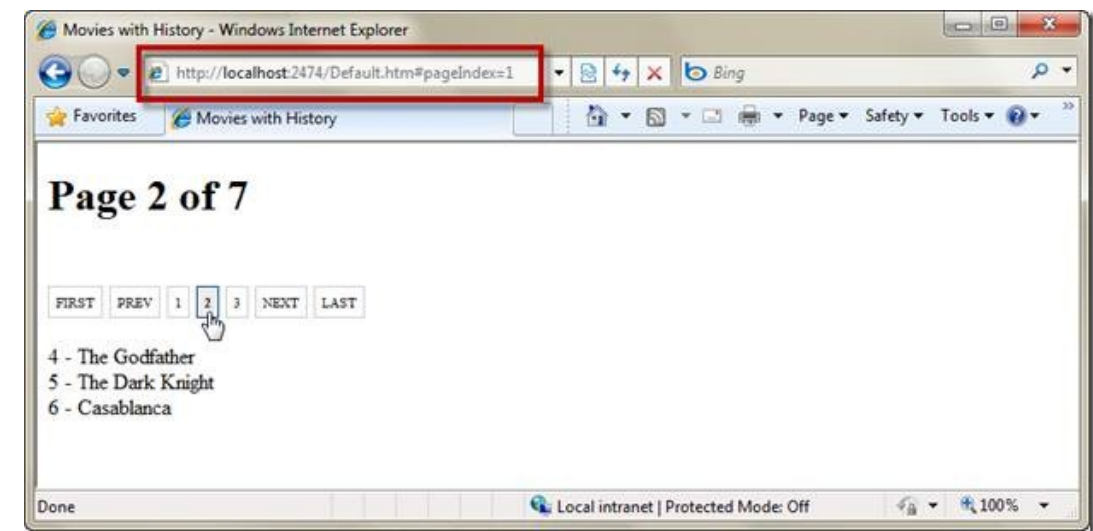 Movies with History - Windows Internet Explorer
http://localhost:2474/Default.htm#pageIndex=1
Bing
Favorites
Movies with History
Page
Safety
Tools
Page 2 of 7
FIRST
PREV
1
2
3
NEXT
LAST
4 - The Godfather
5 - The Dark Knight
6 - Casablanca
Done
Local intranet | Protected Mode: Off
100%